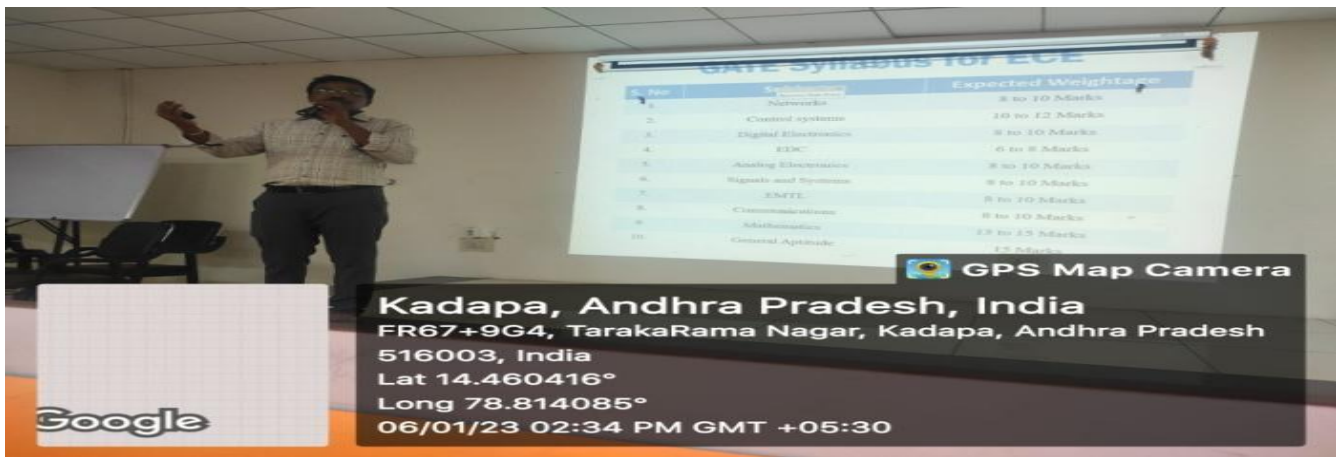 GATE Syllabus for ECE
S. No Expected Weightage
1. Networks 8 to 10 Marks
2. Control systems 10 to 12 Marks
3. Digital Electronics 8 to 10 Marks
4. EDC 6 to 8 Marks
5. Analog Electronics 8 to 10 Marks
6. Signals and Systems 8 to 10 Marks
7. EMTL 8 to 10 Marks
8. Communications 8 to 10 Marks
9. Mathematics 13 to 15 Marks
10. General Aptitude 15 Marks
GPS Map Camera
Kadapa, Andhra Pradesh, India
FR67+9G4, TarakaRama Nagar, Kadapa, Andhra Pradesh
516003, India
Lat 14.460416°
Long 78.814085°
06/01/23 02:34 PM GMT +05:30
Google